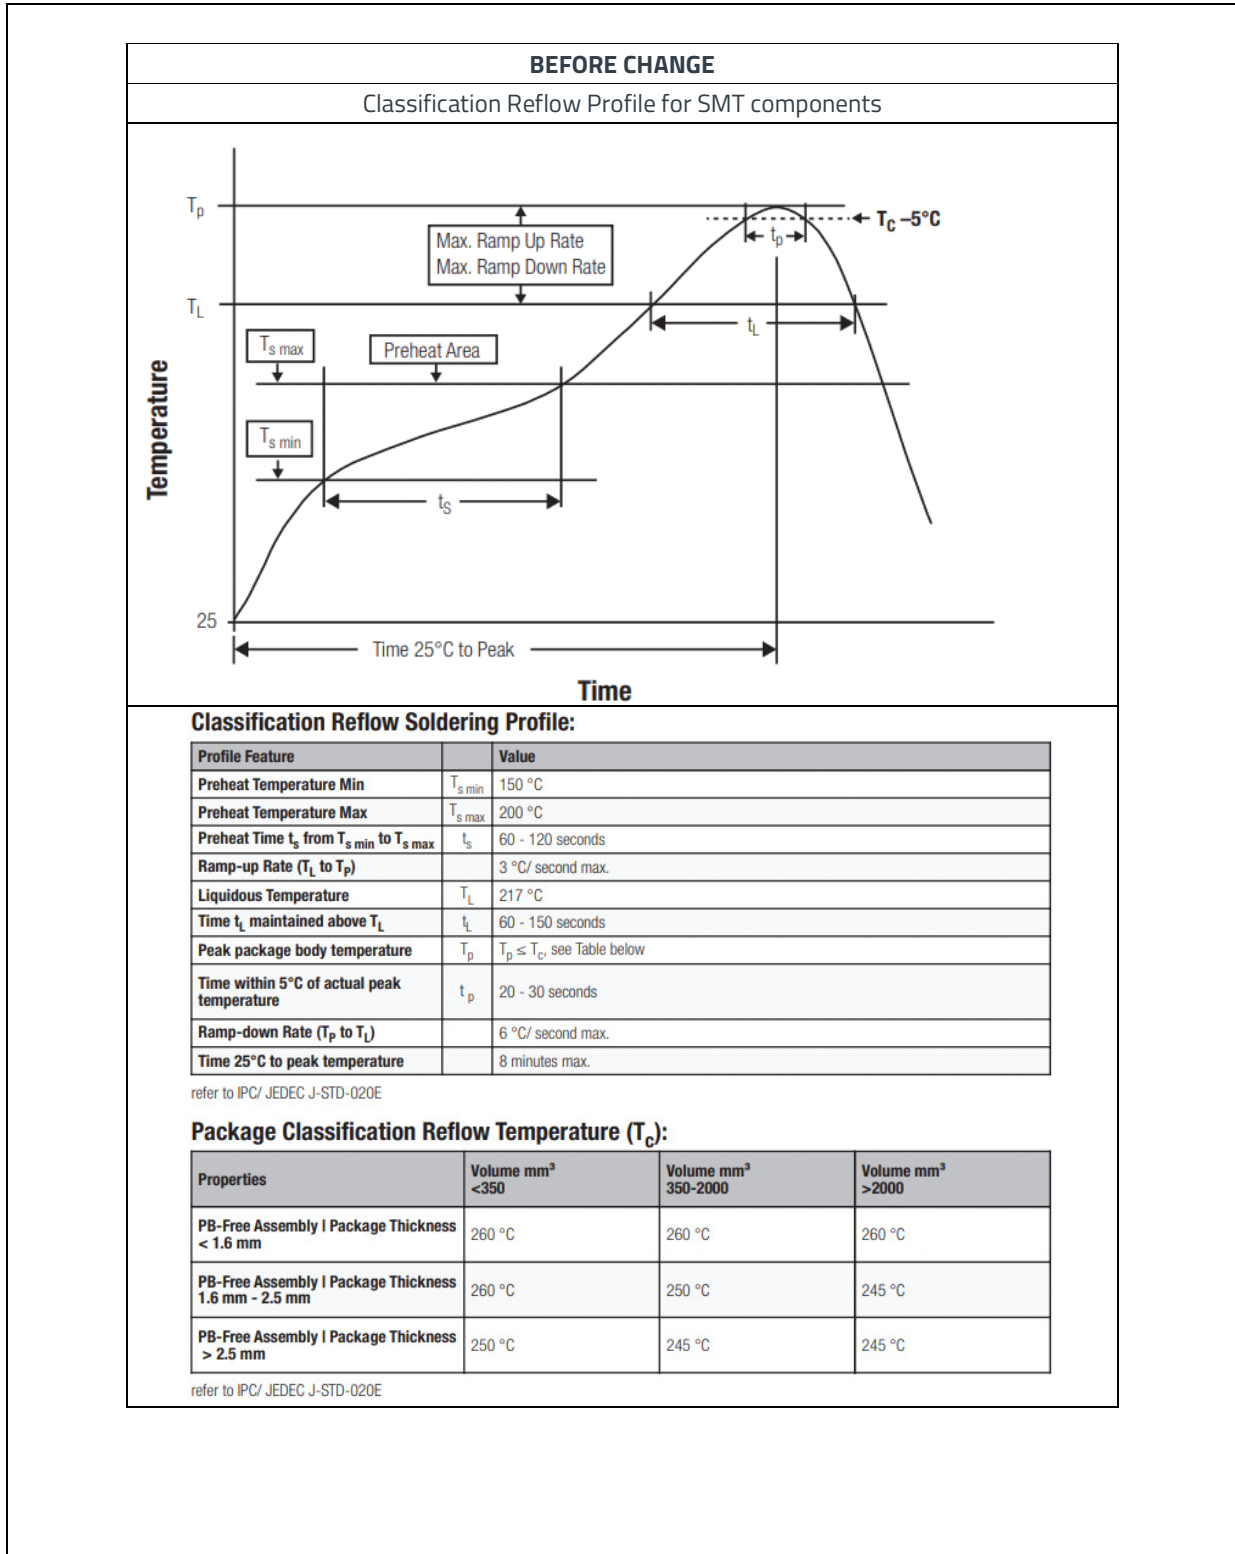 BEFORE CHANGE
Classification Reflow Profile for SMT components
Tp
Tc –5°C
Max. Ramp Up Rate
Max. Ramp Down Rate
tp
TL
tL
Ts max
Preheat Area
Temperature
Ts min
tS
25
Time 25°C to Peak
Time
Classification Reflow Soldering Profile:
Profile Feature Value
Preheat Temperature Min Ts min 150 °C
Preheat Temperature Max Ts max 200 °C
Preheat Time ts from Ts min to Ts max ts 60 - 120 seconds
Ramp-up Rate (TL to TP) 3 °C/ second max.
Liquidous Temperature TL 217 °C
Time tL maintained above TL tL 60 - 150 seconds
Peak package body temperature Tp Tp ≤ Tc, see Table below
Time within 5°C of actual peak
temperature tp 20 - 30 seconds
Ramp-down Rate (TP to TL) 6 °C/ second max.
Time 25°C to peak temperature 8 minutes max.
refer to IPC/ JEDEC J-STD-020E
Package Classification Reflow Temperature (Tc):
Properties Volume mm³ Volume mm³ Volume mm³
<350 350-2000 >2000
PB-Free Assembly | Package Thickness
< 1.6 mm 260 °C 260 °C 260 °C
PB-Free Assembly | Package Thickness
1.6 mm - 2.5 mm 260 °C 250 °C 245 °C
PB-Free Assembly | Package Thickness
> 2.5 mm 250 °C 245 °C 245 °C
refer to IPC/ JEDEC J-STD-020E